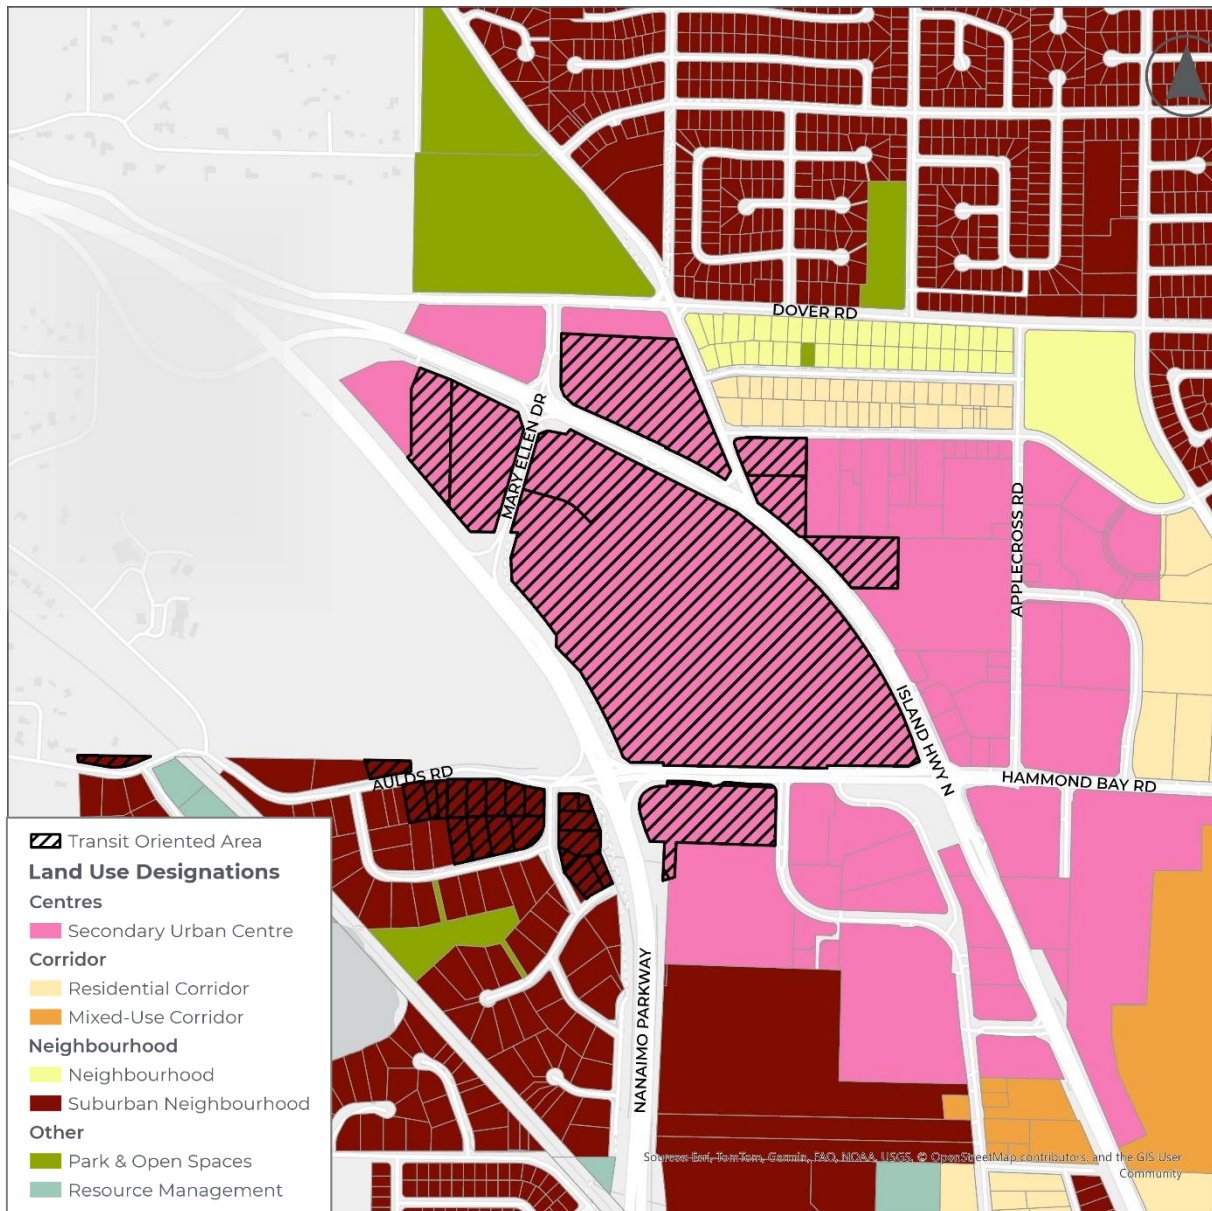 DOVER RD
MARY ELLEN DR
APPLECROSS RD
ISLAND HWY N
AULDS RD
HAMMOND BAY RD
NANAIMO PARKWAY
Transit Oriented Area
Land Use Designations
Centres
Secondary Urban Centre
Corridor
Residential Corridor
Mixed-Use Corridor
Neighbourhood
Neighbourhood
Suburban Neighbourhood
Other
Park & Open Spaces
Resource Management
Sources: Esri, TomTom, Garmin, FAO, NOAA, USGS, © OpenStreetMap contributors, and the GIS User
Community